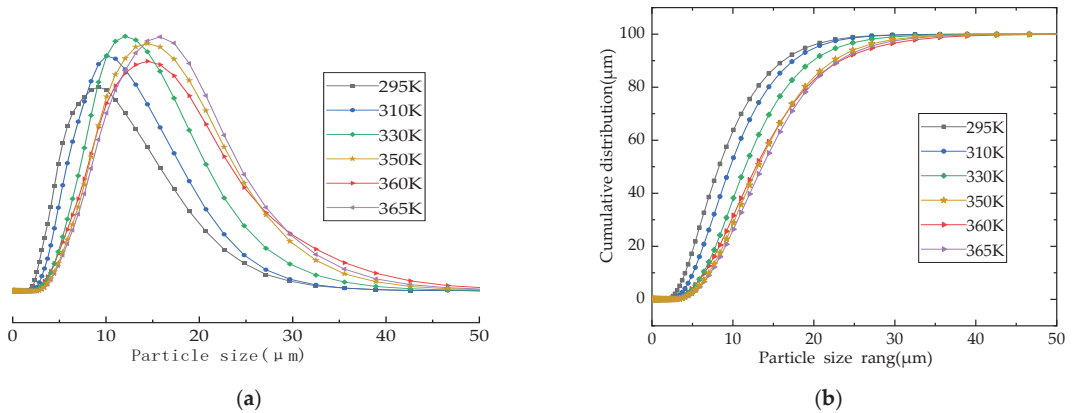 295K
310K
330K
350K
360K
365K
0
10
20
30
40
50
Particle size(μm)
(a)
Cumulative distribution(μm)
100
80
60
40
20
0
295K
310K
330K
350K
360K
365K
0
10
20
30
40
50
Particle size rang(μm)
(b)